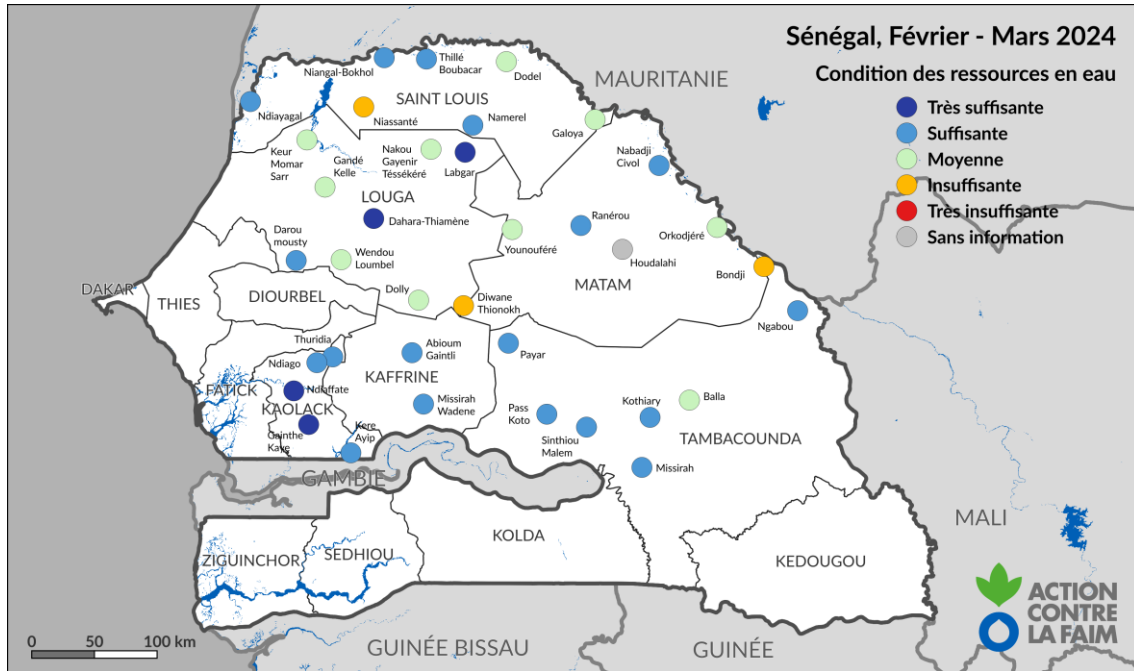 Sénégal, Février - Mars 2024
Condition des ressources en eau
Très suffisante
Suffisante
Moyenne
Insuffisante
Très insuffisante
Sans information
MAURITANIE
Niangal-Bokhol
Thillé
Boubacar
Dodel
SAINT LOUIS
Ndiayagal
Niassanté
Namerel
Galoya
Keur
Momar
Sarr
Gandé
Kelle
Nakou
Gayenir
Téssékéré
Labgar
Nabadji
Civol
LOUGA
Dahara-Thiamène
Ranérou
Orkodjéré
Darou
mousty
Wendou
Loumbel
Younouféré
Houdalahi
Bondji
MATAM
DAKAR
THIES
DIOURBEL
Dolly
Diwane
Thionokh
Ngabou
Thuridia
Ndiago
Abioum
Gaintli
Payar
KAFFRINE
FATICK
Ndiaffate
KAOLACK
Missirah
Wadene
Pass
Koto
Kothiary
Balla
Gainthe
Kaye
Kere
Ayip
Sinthiou
Malem
TAMBACOUNDA
Missirah
GAMBIE
MALI
KOLDA
ZIGUINCHOR
SEDHIOU
KEDOUGOU
ACTION
CONTRE
LA FAIM
0 50 100 km
GUINÉE BISSAU
GUINÉE